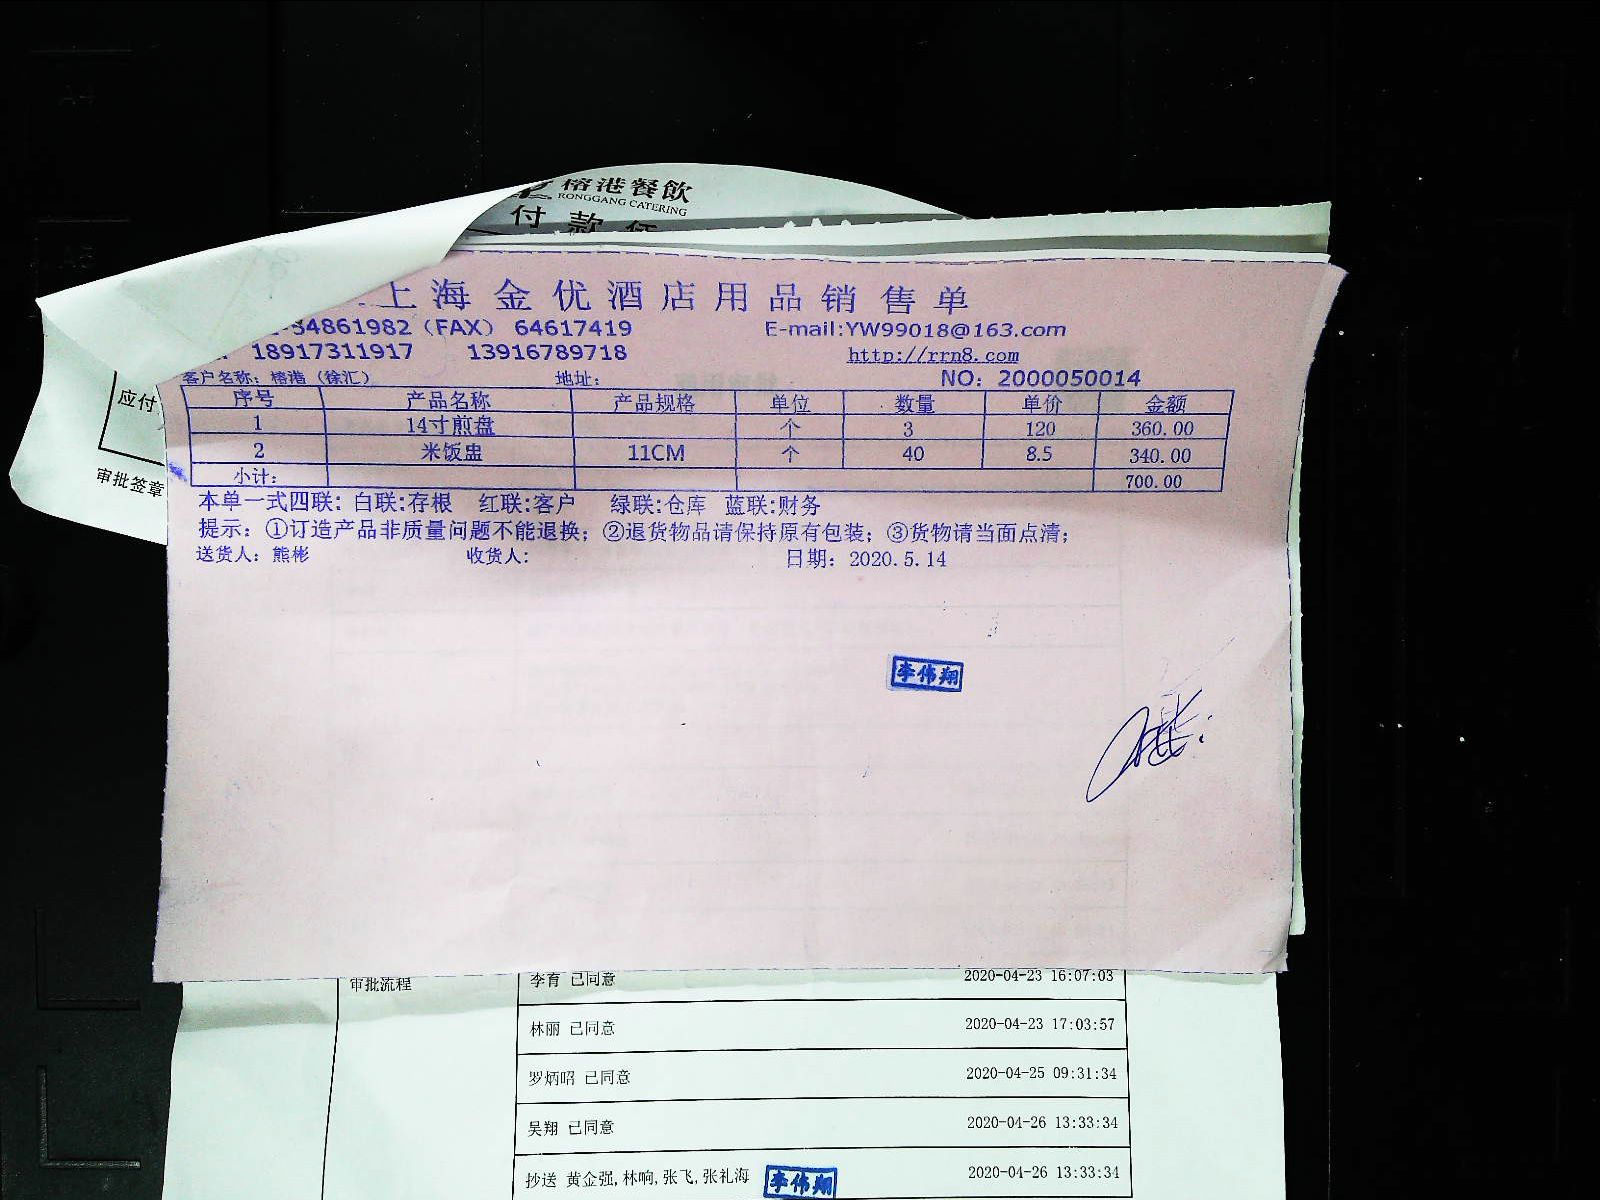 榕港餐飲
RONGGANG CATERING
付款
上海金优酒店用品销售单
34861982（FAX） 64617419 E-mail:YW99018@163.com
18917311917 13916789718 http://rrn8.com
客户名称：榕港（徐汇） 地址： NO：2000050014
序号 产品名称 产品规格 单位 数量 单价 金额
1 14寸煎盘 个 3 120 360.00
2 米饭盅 11CM 个 40 8.5 340.00
小计： 700.00
本单一式四联：白联:存根 红联:客户 绿联:仓库 蓝联:财务
提示：①订造产品非质量问题不能退换；②退货物品请保持原有包装；③货物请当面点清；
送货人：熊彬 收货人： 日期：2020.5.14
应付
审批签章
李伟翔
审批流程
李育 已同意 2020-04-23 16:07:03
林丽 已同意 2020-04-23 17:03:57
罗炳昭 已同意 2020-04-25 09:31:34
吴翔 已同意 2020-04-26 13:33:34
抄送 黄企强,林响,张飞,张礼海 2020-04-26 13:33:34
李伟翔